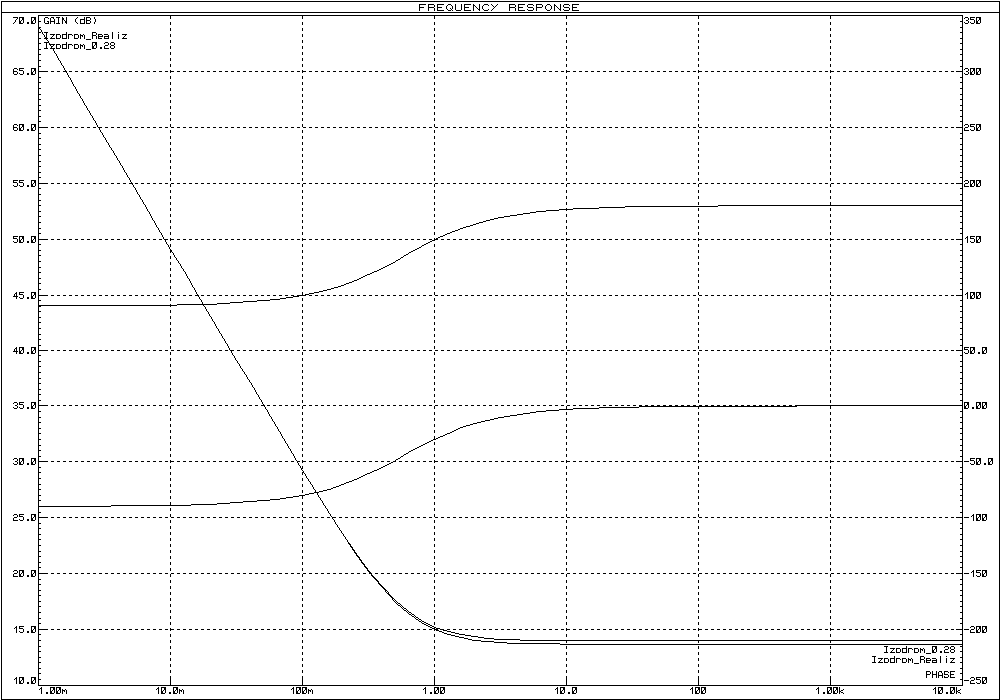 FREQUENCY RESPONSE
70.0 GAIN (dB) 350
Izodrom_Realiz
Izodrom_0.28
65.0 300
60.0 250
55.0 200
50.0 150
45.0 100
40.0 50.0
35.0 0.00
30.0 -50.0
25.0 -100
20.0 -150
15.0 -200
Izodrom_0.28
Izodrom_Realiz
PHASE
10.0 -250
1.00m 10.0m 100m 1.00 10.0 100 1.00k 10.0k